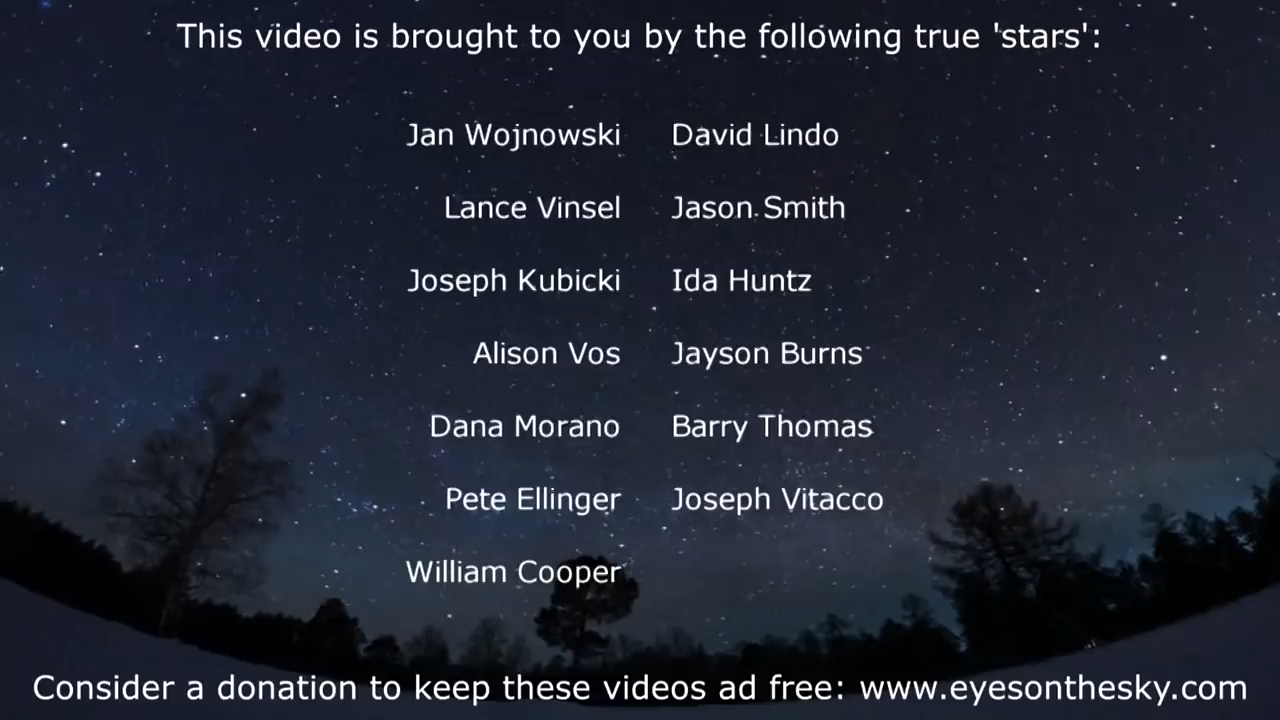 This video is brought to you by the following true 'stars':
Jan Wojnowski David Lindo
Lance Vinsel Jason Smith
Joseph Kubicki Ida Huntz
Alison Vos Jayson Burns
Dana Morano Barry Thomas
Pete Ellinger Joseph Vitacco
William Cooper
Consider a donation to keep these videos ad free: www.eyesonthesky.com